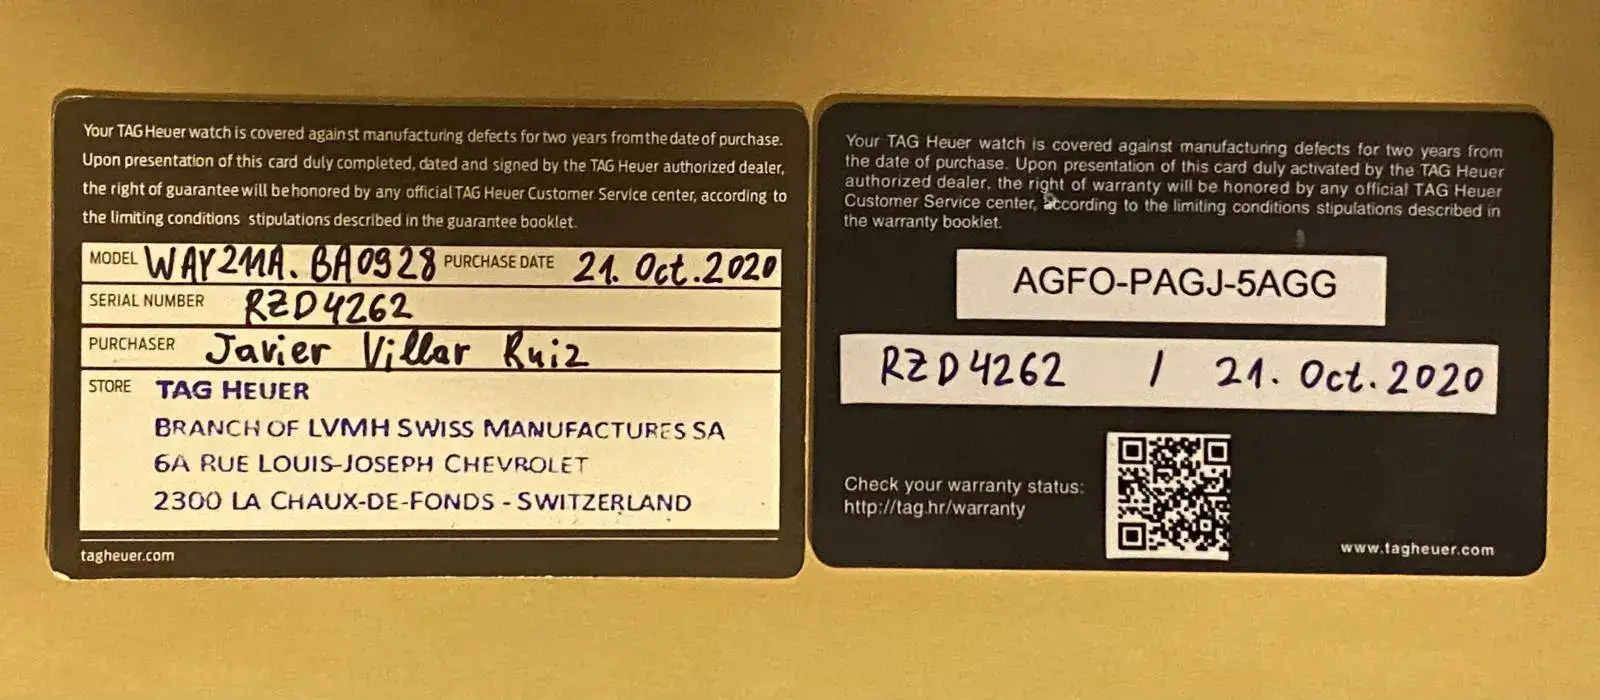 Your TAG Heuer watch is covered against manufacturing defects for two years from the date of purchase.
Upon presentation of this card duly completed, dated and signed by the TAG Heuer authorized dealer,
the right of guarantee will be honored by any official TAG Heuer Customer Service center, according to
the limiting conditions stipulations described in the guarantee booklet.
MODEL WAY211A.BA0928 PURCHASE DATE 21. Oct.2020
SERIAL NUMBER RZD4262
PURCHASER Javier Villar Ruiz
STORE TAG HEUER
BRANCH OF LVMH SWISS MANUFACTURES SA
6A RUE LOUIS-JOSEPH CHEVROLET
2300 LA CHAUX-DE-FONDS - SWITZERLAND
tagheuer.com
Your TAG Heuer watch is covered against manufacturing defects for two years from
the date of purchase. Upon presentation of this card duly activated by the TAG Heuer
authorized dealer, the right of warranty will be honored by any official TAG Heuer
Customer Service center, according to the limiting conditions stipulations described in
the warranty booklet.
AGFO-PAGJ-5AGG
RZD4262 / 21. Oct.2020
Check your warranty status:
http://tag.hr/warranty
www.tagheuer.com